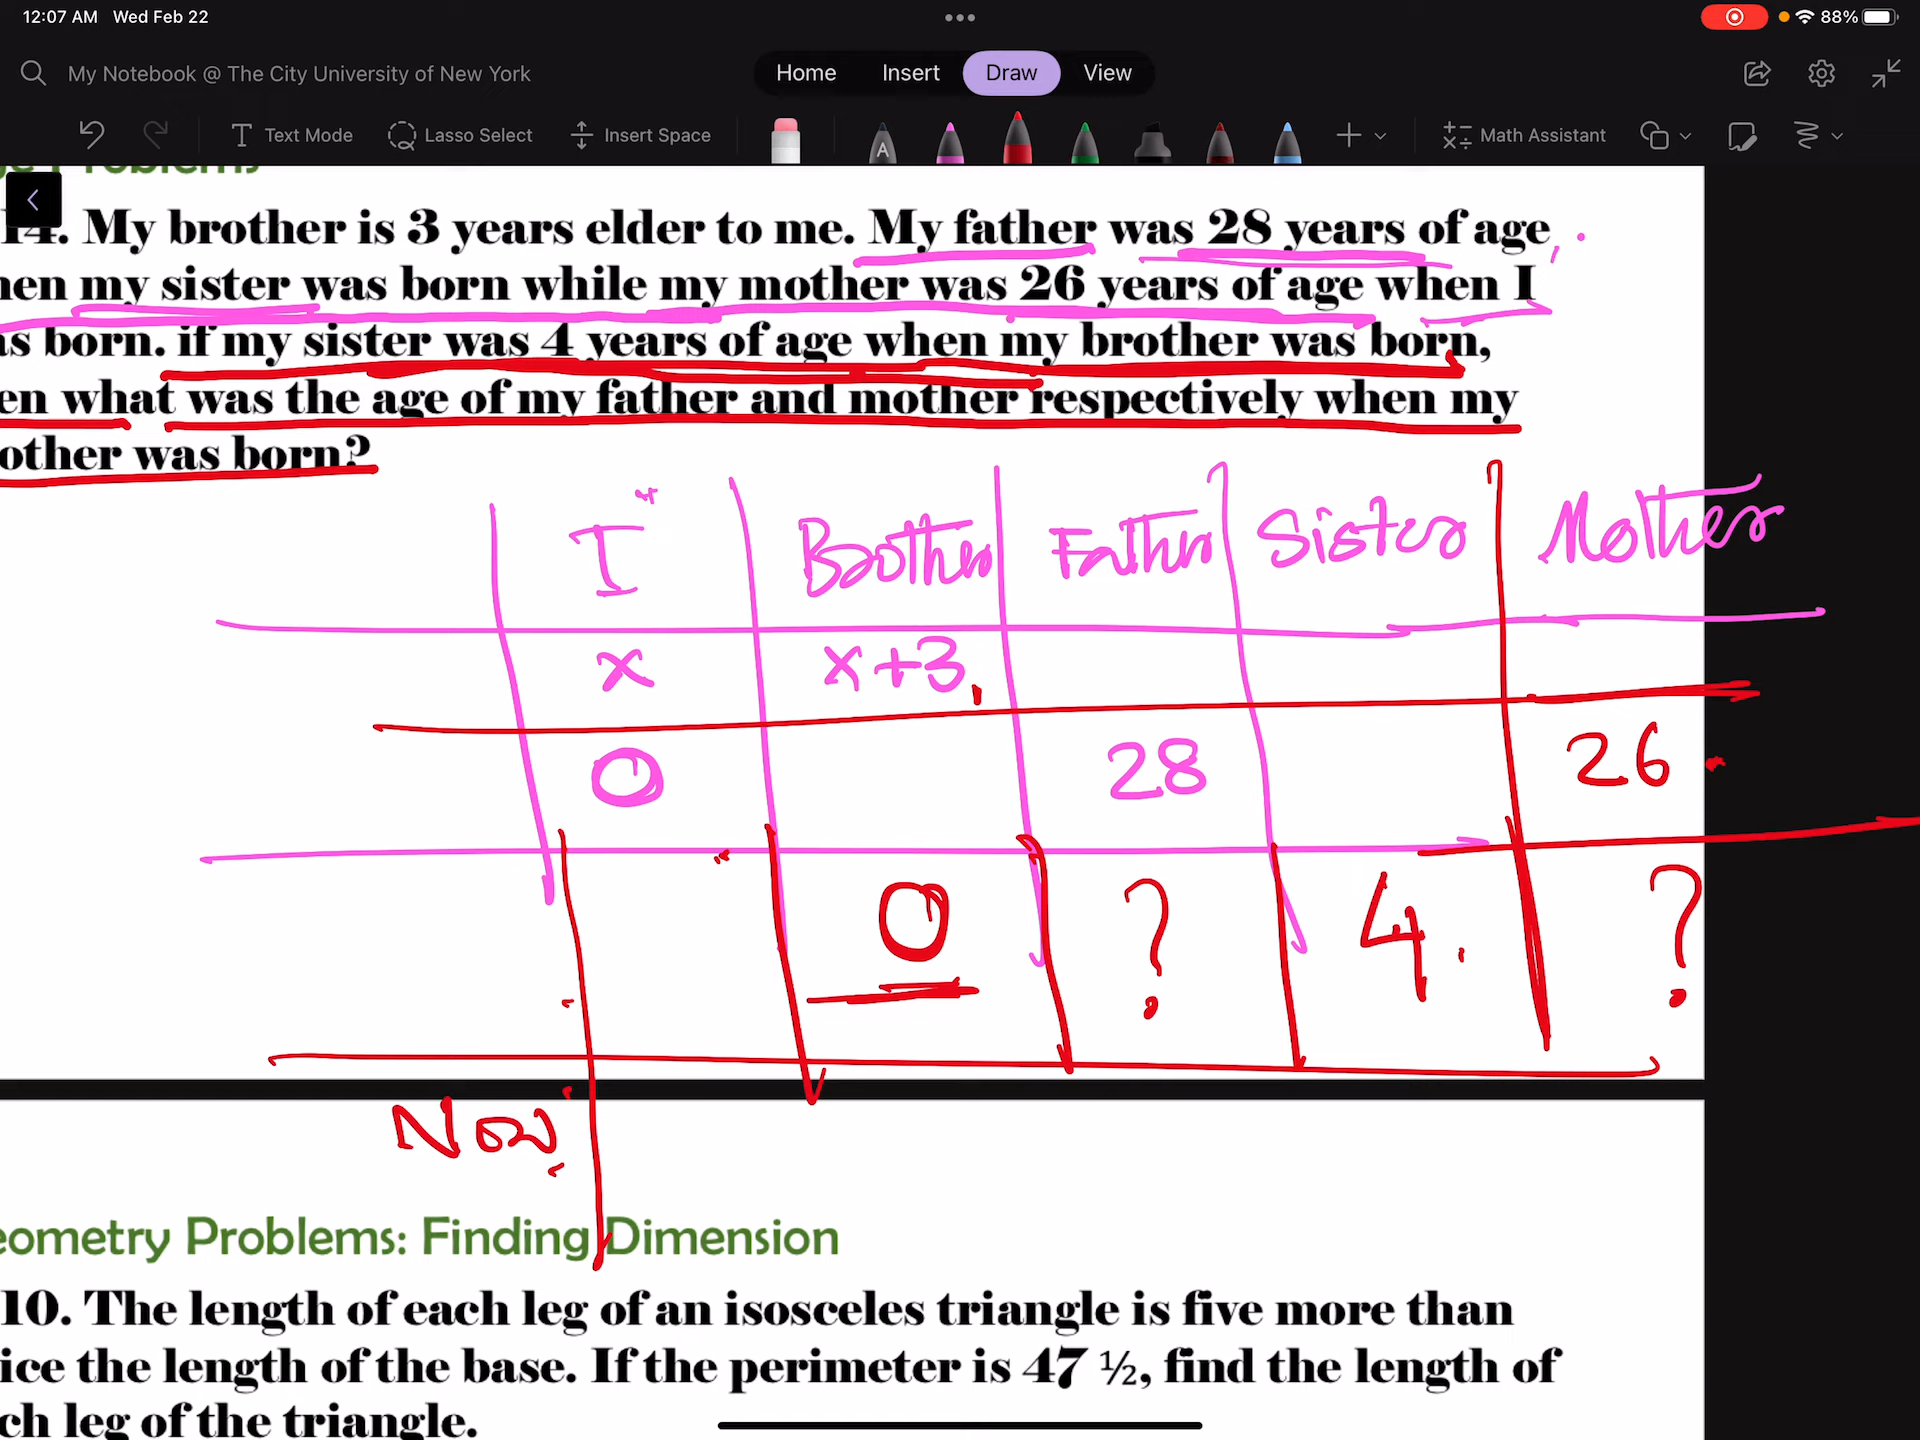 12:07 AM Wed Feb 22
88%
My Notebook @ The City University of New York
Home Insert Draw View
Text Mode Lasso Select Insert Space A Math Assistant
Problems
14. My brother is 3 years elder to me. My father was 28 years of age
hen my sister was born while my mother was 26 years of age when I
as born. if my sister was 4 years of age when my brother was born,
en what was the age of my father and mother respectively when my
other was born?
I Brother Father Sister Mother
x x+3
0 28 26
0 ? 4 ?
Now
eometry Problems: Finding Dimension
10. The length of each leg of an isosceles triangle is five more than
ice the length of the base. If the perimeter is 47 ½, find the length of
ch leg of the triangle.